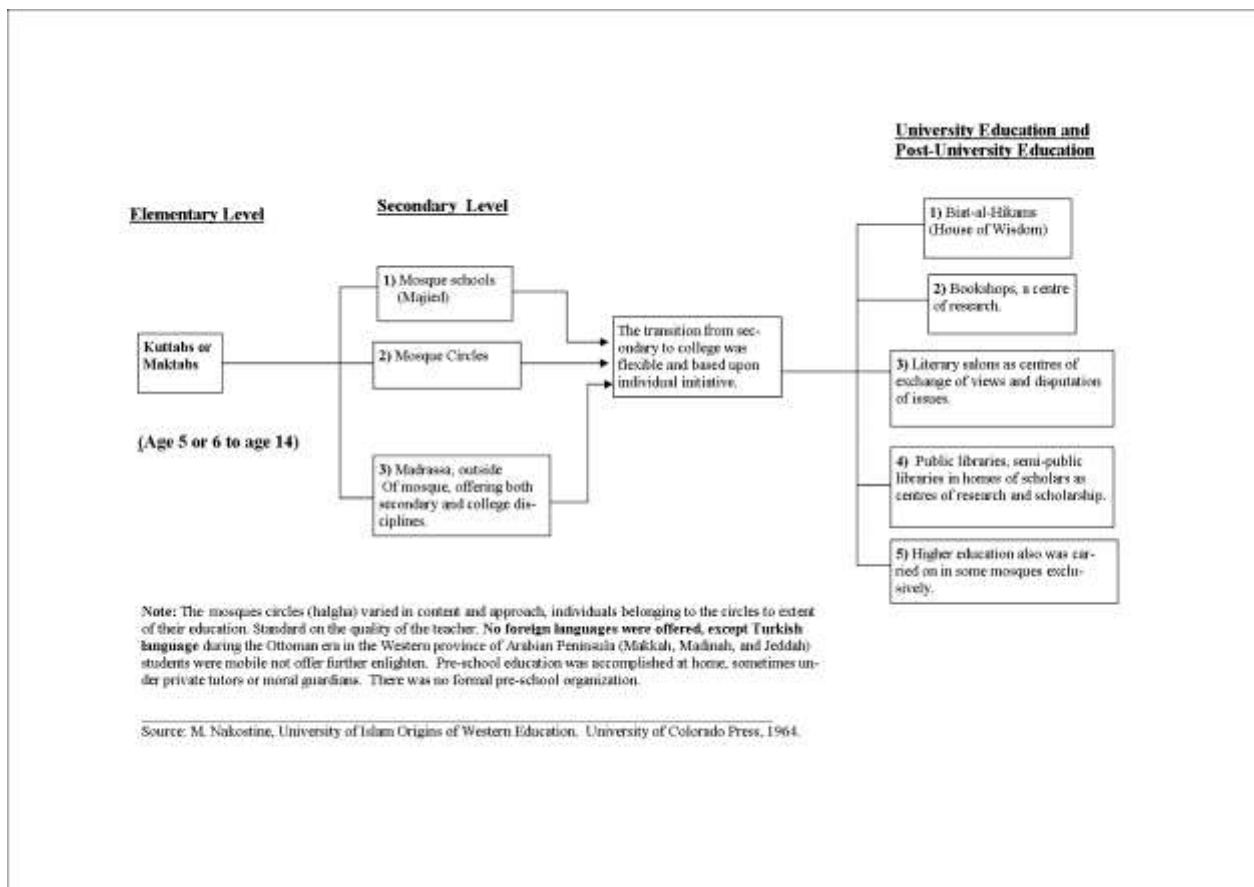 University Education and
Post-University Education
Elementary Level
Secondary Level
1) Biat-al-Hikams
(House of Wisdom)
1) Mosque schools
(Majied)
2) Bookshops, a centre
of research.
Kuttabs or
Maktabs
2) Mosque Circles
The transition from sec-
ondary to college was
flexible and based upon
individual initiative.
3) Literary salons as centres of
exchange of views and disputation
of issues.
(Age 5 or 6 to age 14)
3) Madrassa, outside
Of mosque, offering both
secondary and college dis-
ciplines.
4) Public libraries, semi-public
libraries in homes of scholars as
centres of research and scholarship.
5) Higher education also was car-
ried on in some mosques exclu-
sively.
Note: The mosques circles (halgha) varied in content and approach, individuals belonging to the circles to extent
of their education. Standard on the quality of the teacher. No foreign languages were offered, except Turkish
language during the Ottoman era in the Western province of Arabian Peninsula (Makkah, Madinah, and Jeddah)
students were mobile not offer further enlighten. Pre-school education was accomplished at home, sometimes un-
der private tutors or moral guardians. There was no formal pre-school organization.
Source: M. Nakostine, University of Islam Origins of Western Education. University of Colorado Press, 1964.